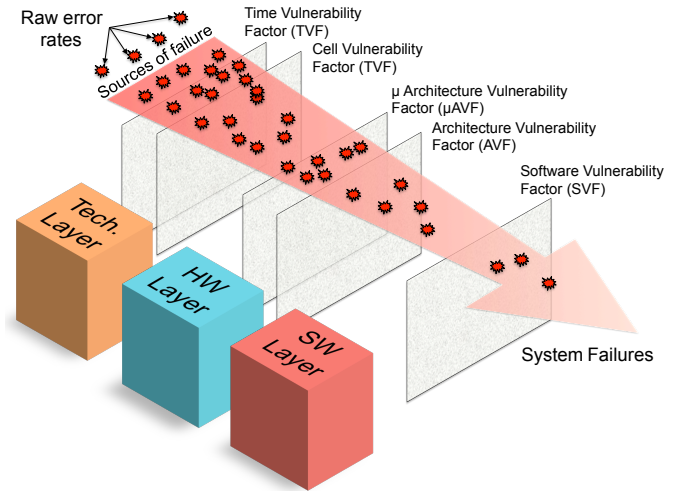 Raw error
rates
Sources of failure
Time Vulnerability
Factor (TVF)
Cell Vulnerability
Factor (TVF)
μ Architecture Vulnerability
Factor (μAVF)
Architecture Vulnerability
Factor (AVF)
Software Vulnerability
Factor (SVF)
Tech.
Layer
HW
Layer
SW
Layer
System Failures